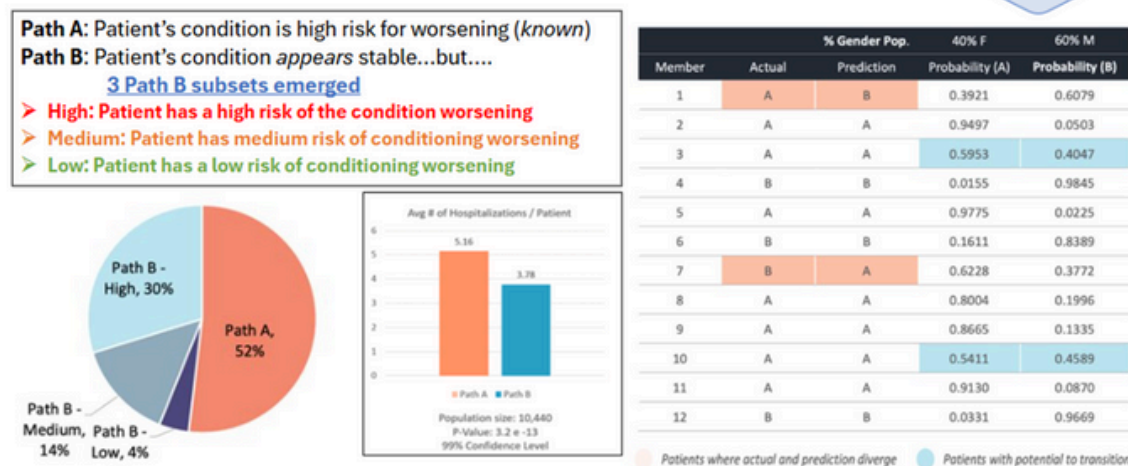 Path A: Patient's condition is high risk for worsening (known)
Path B: Patient's condition appears stable...but....
3 Path B subsets emerged
➢ High: Patient has a high risk of the condition worsening
➢ Medium: Patient has medium risk of conditioning worsening
➢ Low: Patient has a low risk of conditioning worsening
Path B -
High, 30%
Path A,
52%
Path B -
Medium,
14%
Path B -
Low, 4%
Avg # of Hospitalizations / Patient
6
5
4
3
2
1
0
5.16
3.78
Path A Path B
Population size: 10,440
P-Value: 3.2 e -13
99% Confidence Level
% Gender Pop. 40% F 60% M
Member Actual Prediction Probability (A) Probability (B)
1 A B 0.3921 0.6079
2 A A 0.9497 0.0503
3 A A 0.5953 0.4047
4 B B 0.0155 0.9845
5 A A 0.9775 0.0225
6 B B 0.1611 0.8389
7 B A 0.6228 0.3772
8 A A 0.8004 0.1996
9 A A 0.8665 0.1335
10 A A 0.5411 0.4589
11 A A 0.9130 0.0870
12 B B 0.0331 0.9669
Patients where actual and prediction diverge
Patients with potential to transition